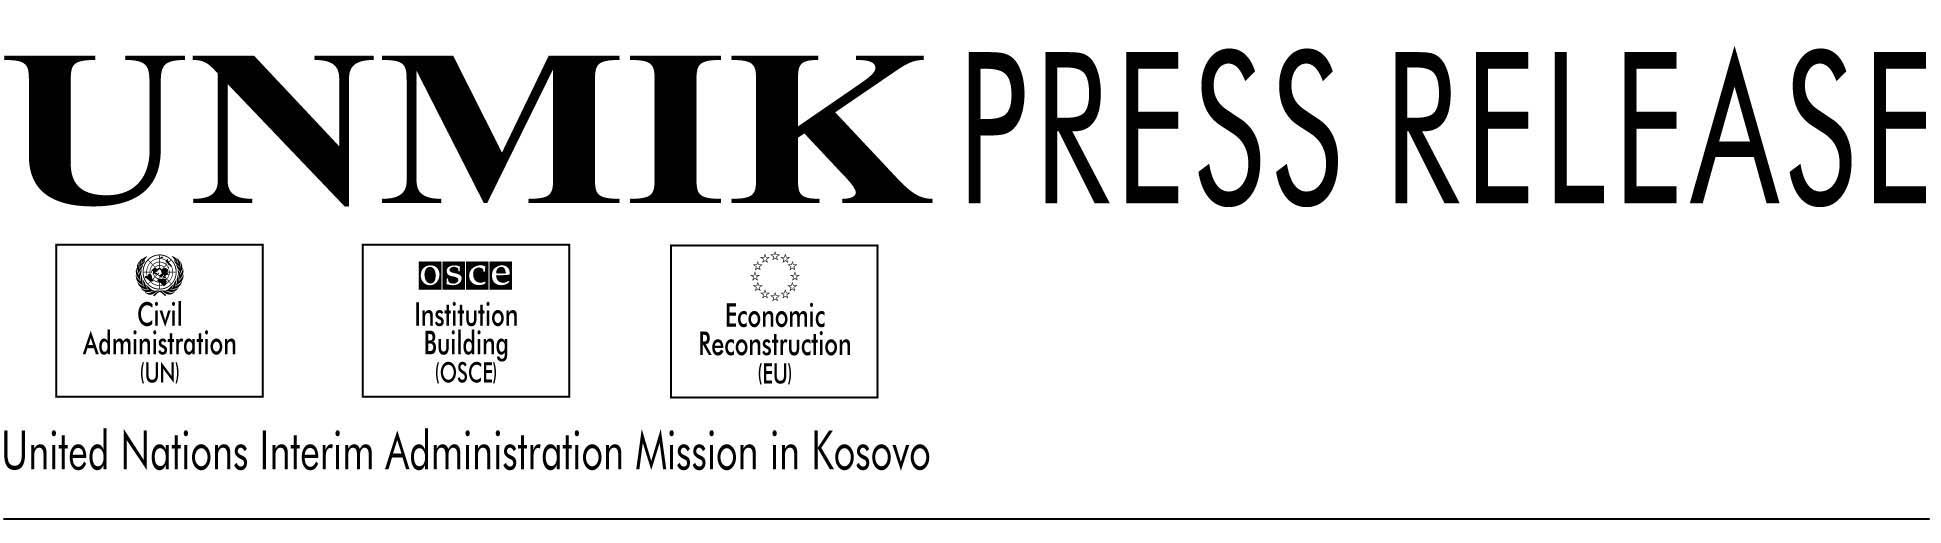 UNMIK PRESS RELEASE
Civil
Administration
(UN)
osce
Institution
Building
(OSCE)
Economic
Reconstruction
(EU)
United Nations Interim Administration Mission in Kosovo